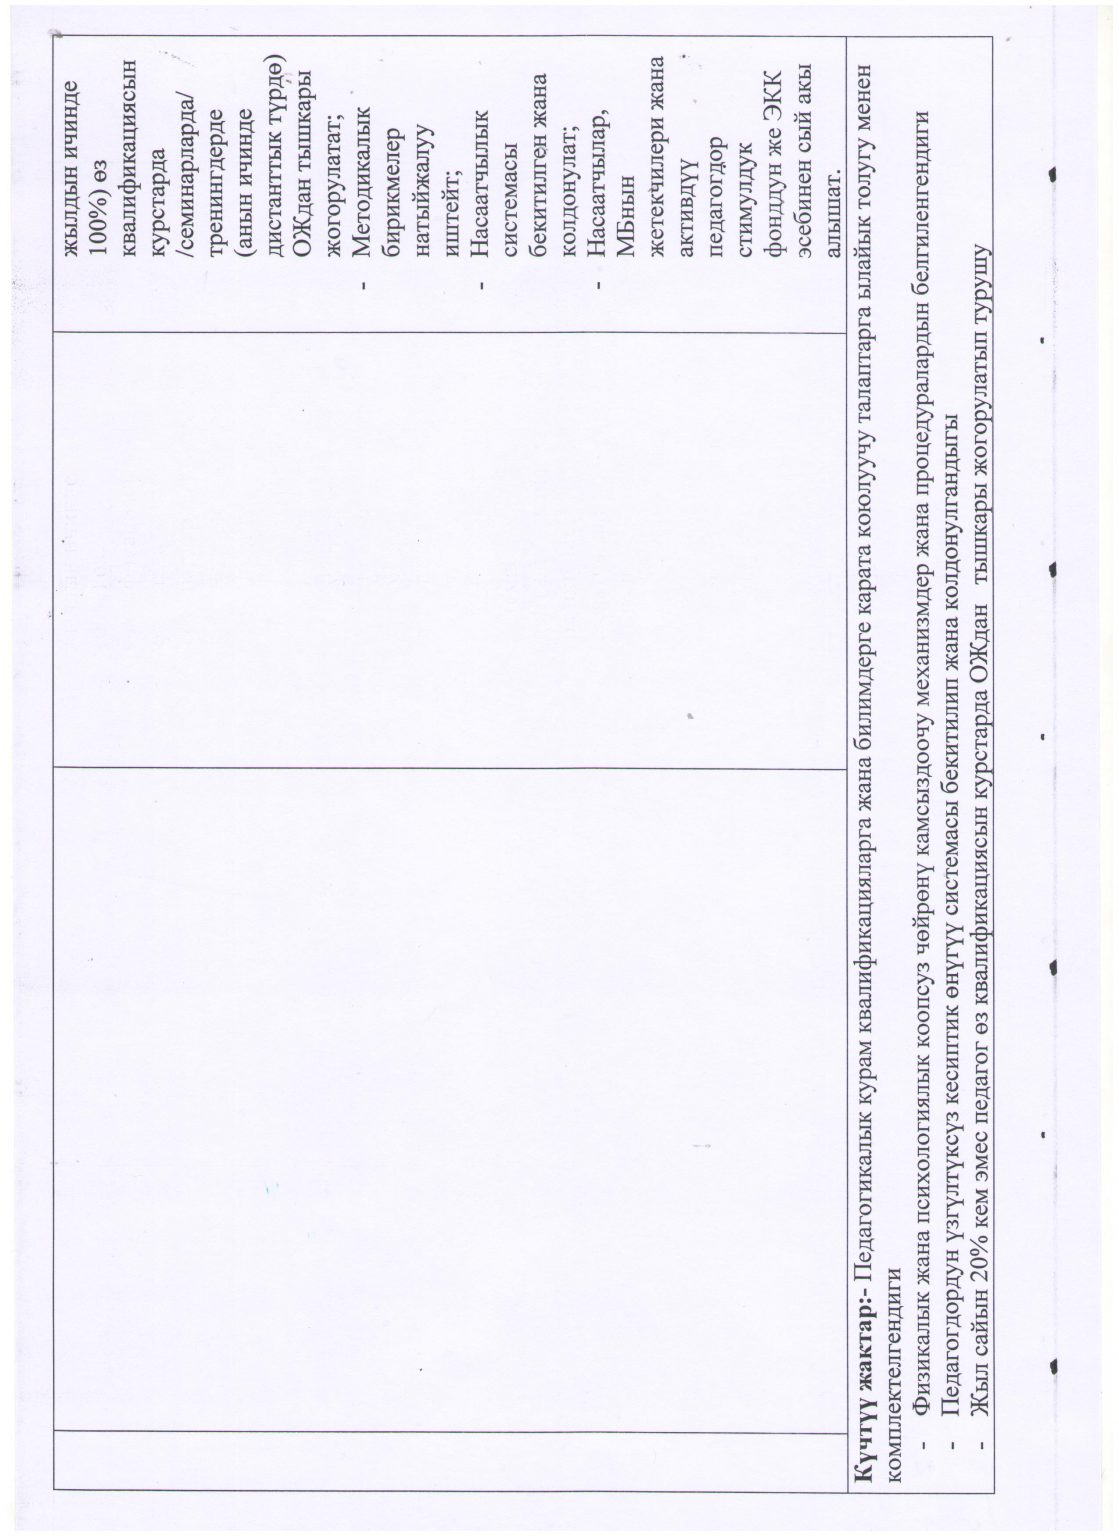 жылдын ичинде
100%) өз
квалификациясын
курстарда
/семинарларда/
тренингдерде
(анын ичинде
дистанттык түрдө)
ОЖдан тышкары
жогорулатат;
- Методикалык
бирикмелер
натыйжалуу
иштейт;
- Насаатчылык
системасы
бекитилген жана
колдонулат;
- Насаатчылар,
МБнын
жетекчилери жана
активдүү
педагогдор
стимулдук
фонддун же ЭКК
эсебинен сый акы
алышат.
Күчтүү жактар:- Педагогикалык курам квалификацияларга жана билимдерге карата коюлуучу талаптарга ылайык толугу менен
комплектелгендиги
- Физикалык жана психологиялык коопсуз чөйрөнү камсыздоочу механизмдер жана процедуралардын белгиленгендиги
- Педагогдордун үзгүлтүксүз кесиптик өнүгүү системасы бекитилип жана колдонулгандыгы
- Жыл сайын 20% кем эмес педагог өз квалификациясын курстарда ОЖдан тышкары жогорулатып турушу